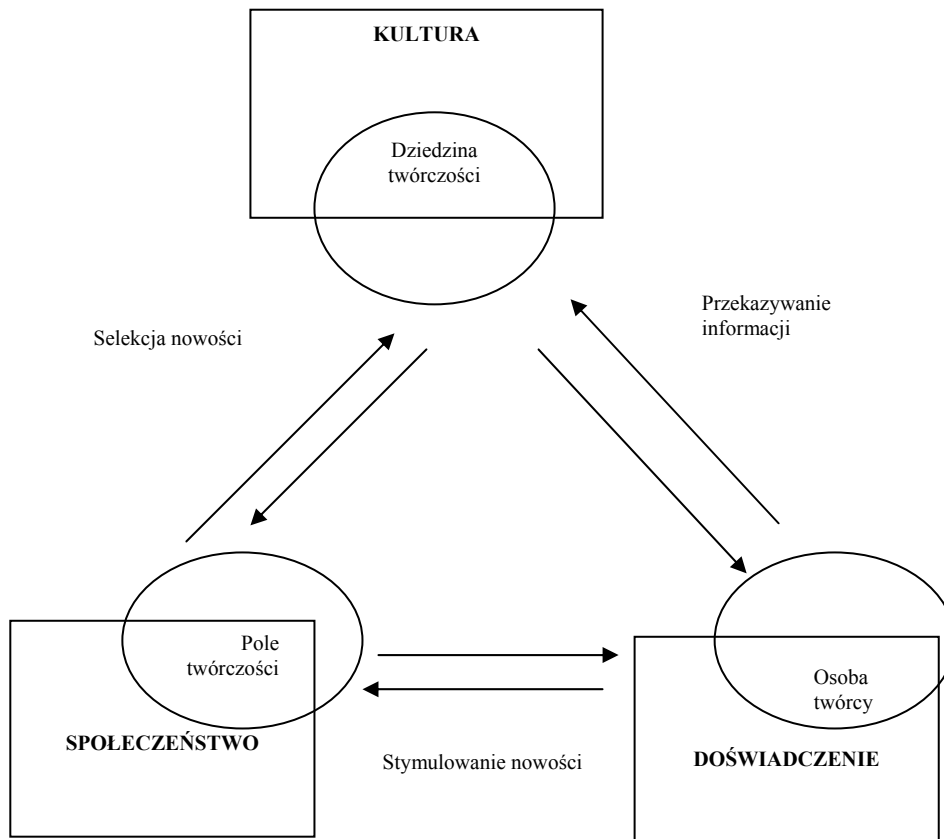 KULTURA
Dziedzina
twórczości
Przekazywanie
informacji
Selekcja nowości
Pole
twórczości
Osoba
twórcy
SPOŁECZEŃSTWO
Stymulowanie nowości
DOŚWIADCZENIE